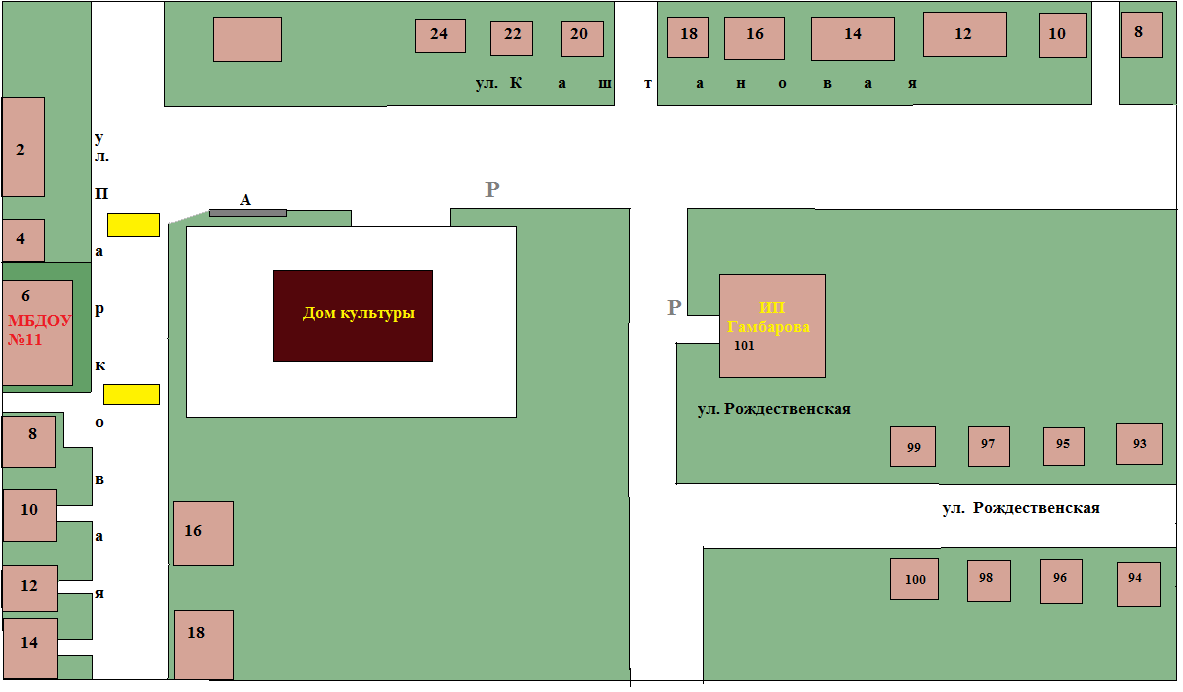 24
22
20
18
16
14
12
10
8
ул. К а ш т а н о в а я
2
4
6
МБДОУ
№11
8
10
12
14
ул. П а р к о в а я
А
Р
Дом культуры
16
18
Р
ИП
Гамбарова
101
ул. Рождественская
99
97
95
93
ул. Рождественская
100
98
96
94